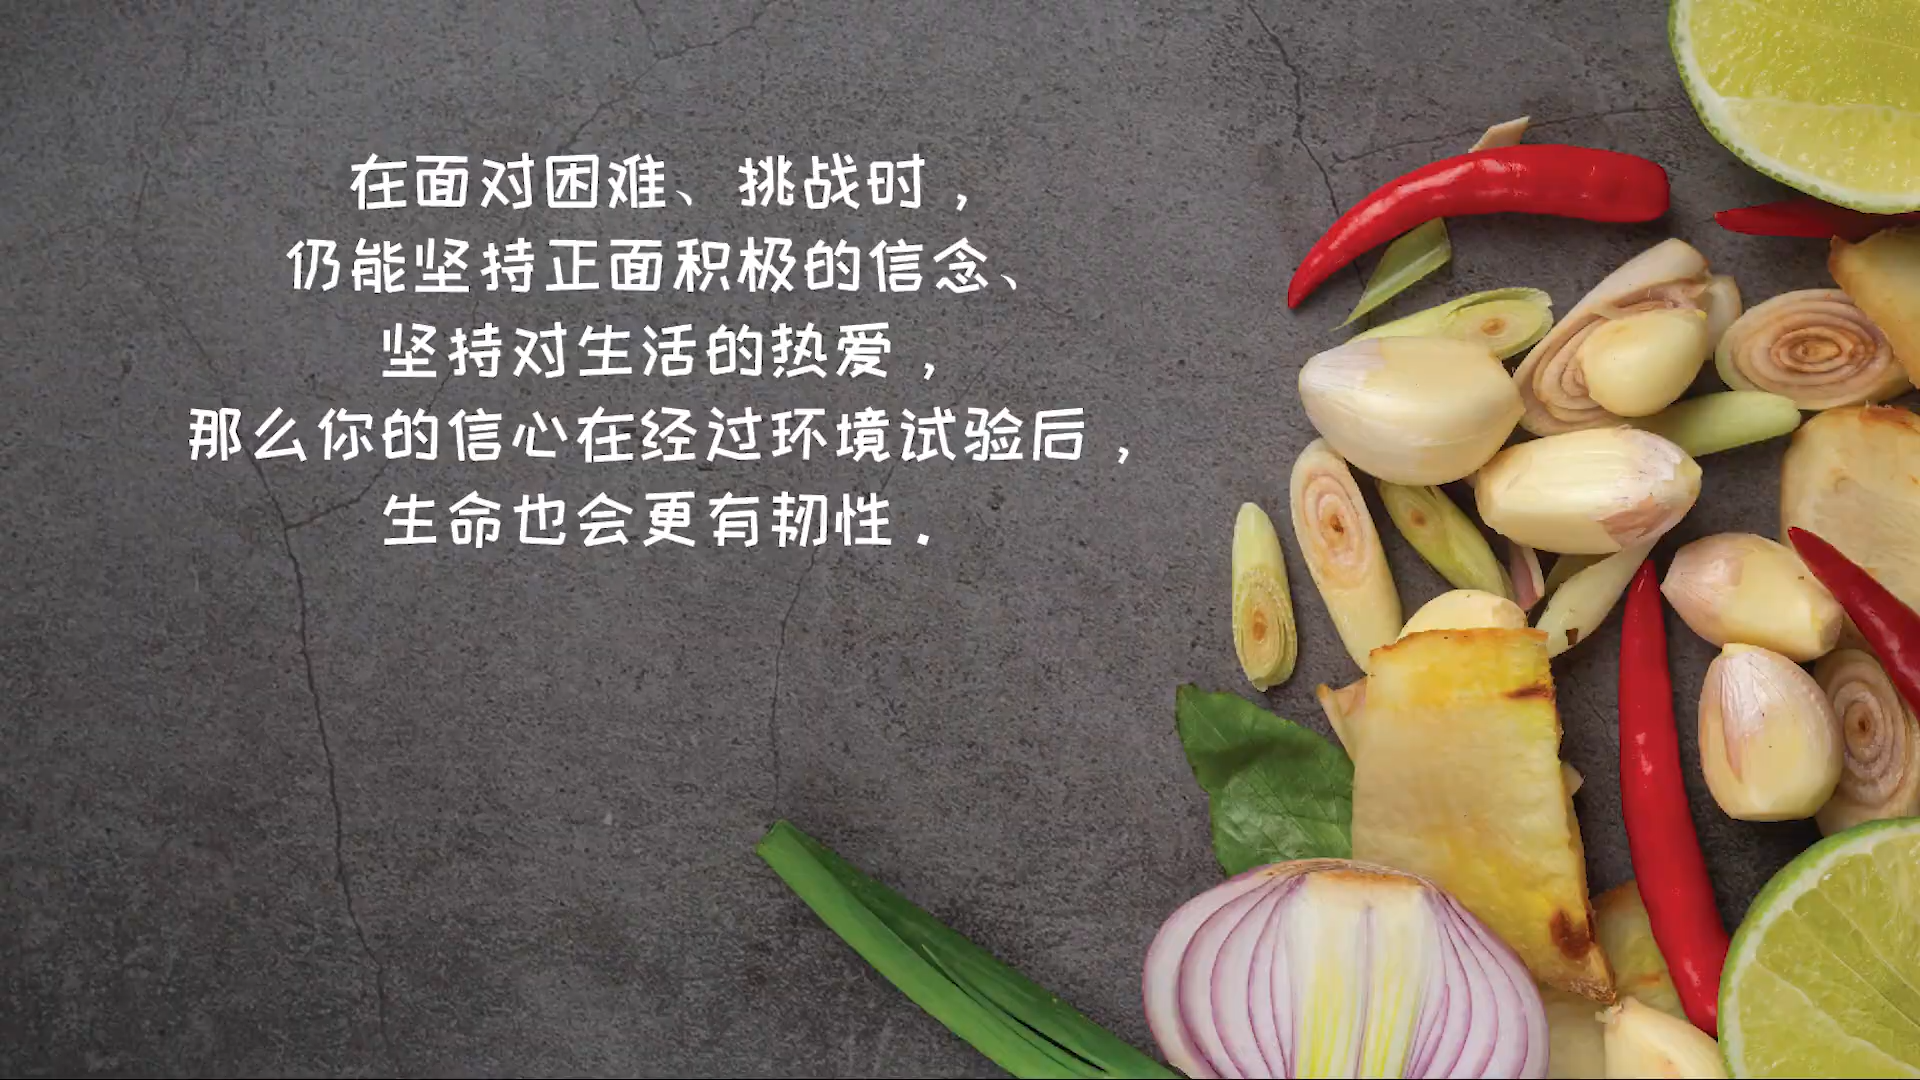 在面对困难、挑战时，
仍能坚持正面积极的信念、
坚持对生活的热爱，
那么你的信心在经过环境试验后，
生命也会更有韧性．